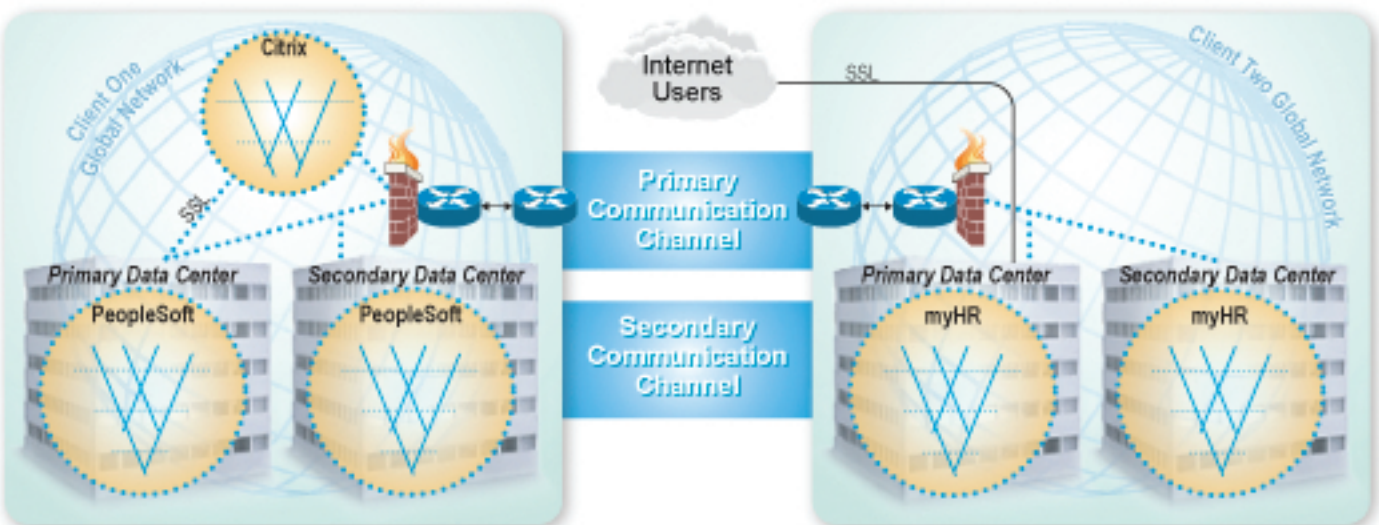 Citrix
Client One
Global Network
SSL
Primary Data Center
PeopleSoft
Secondary Data Center
PeopleSoft
Internet
Users
SSL
Primary
Communication
Channel
Secondary
Communication
Channel
Client Two Global Network
Primary Data Center
myHR
Secondary Data Center
myHR